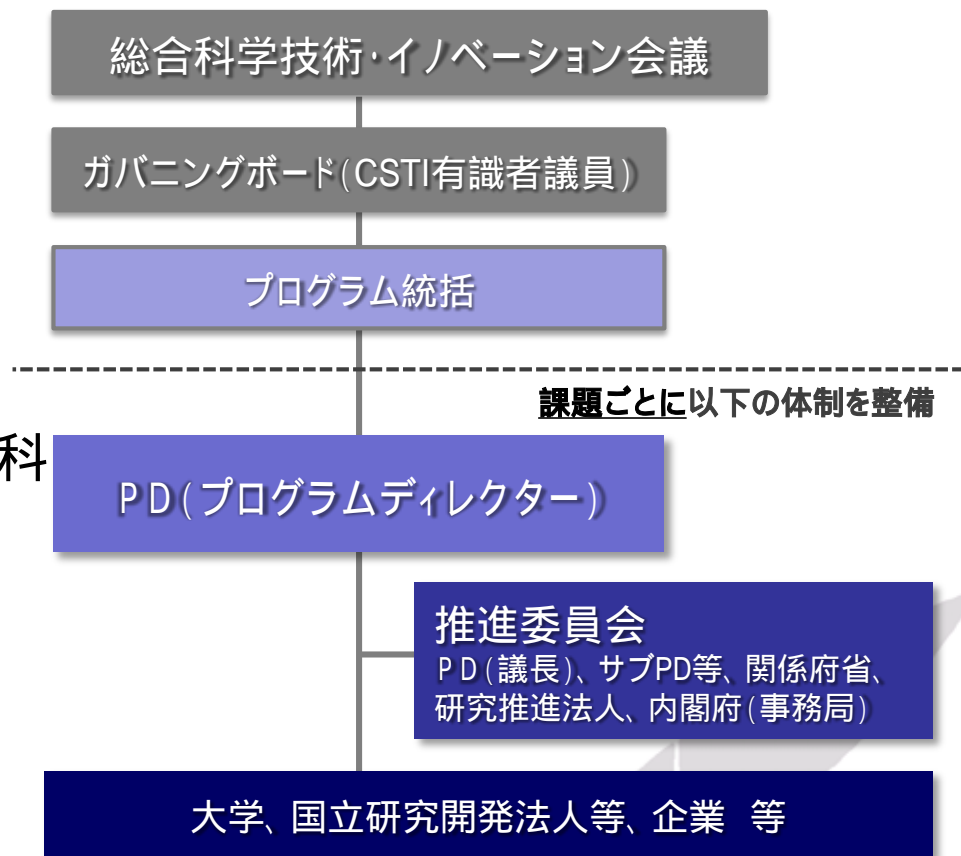 総合科学技術・イノベーション会議
ガバニングボード(CSTI有識者議員)
プログラム統括
課題ごとに以下の体制を整備
科
PD(プログラムディレクター)
推進委員会
PD(議長)、サブPD等、関係府省、
研究推進法人、内閣府(事務局)
大学、国立研究開発法人等、企業 等